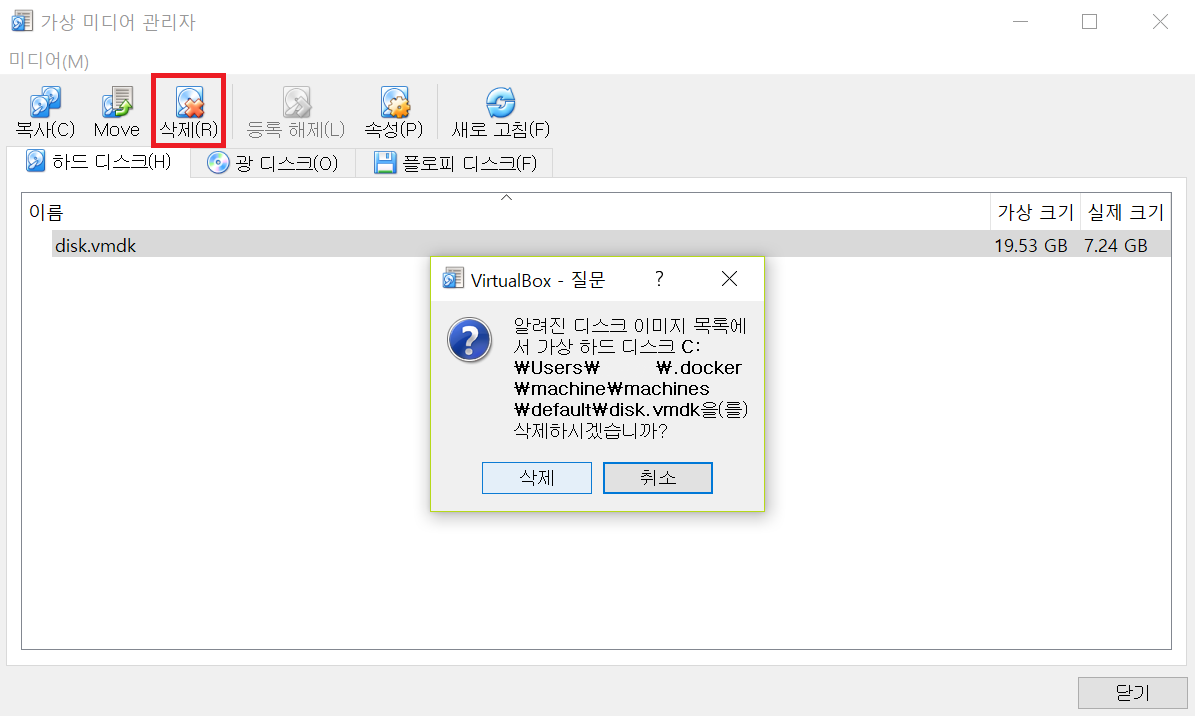 가상 미디어 관리자
미디어(M)
복사(C) Move 삭제(R) 등록 해제(L) 속성(P) 새로 고침(F)
하드 디스크(H) 광 디스크(O) 플로피 디스크(F)
이름 가상 크기 실제 크기
disk.vmdk 19.53 GB 7.24 GB
VirtualBox - 질문 ?
알려진 디스크 이미지 목록에
서 가상 하드 디스크 C:
₩Users₩ ₩.docker
₩machine₩machines
₩default₩disk.vmdk을(를)
삭제하시겠습니까?
삭제 취소
닫기